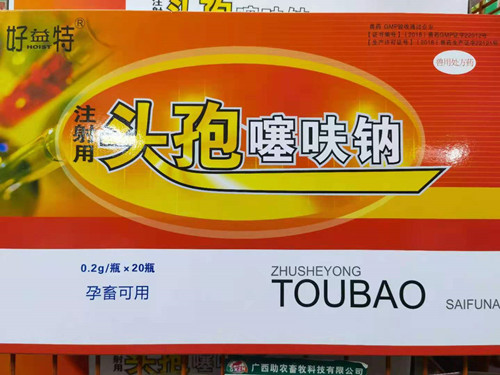 好益特
HOISY
兽用处方药
注射用
头孢噻呋钠
0.2g/瓶×20瓶
孕畜可用
ZHUSHEYONG
TOUBAO SAIFUNA
广西助农畜牧科技有限公司